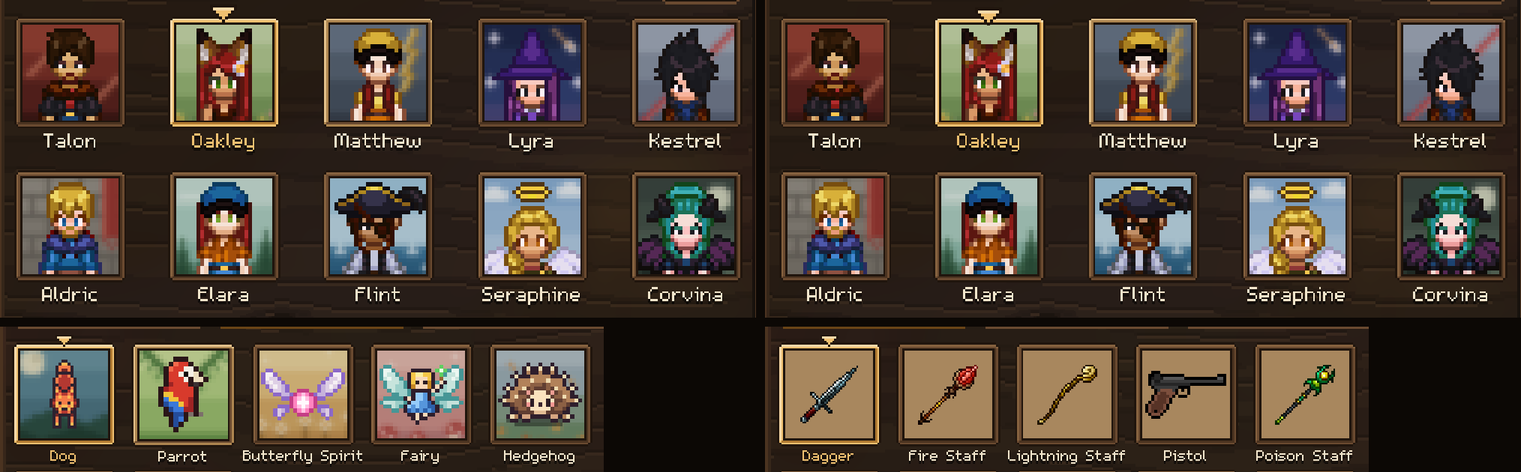 Talon Oakley Matthew Lyra Kestrel
Aldric Elara Flint Seraphine Corvina
Dog Parrot Butterfly Spirit Fairy Hedgehog
Talon Oakley Matthew Lyra Kestrel
Aldric Elara Flint Seraphine Corvina
Dagger Fire Staff Lightning Staff Pistol Poison Staff